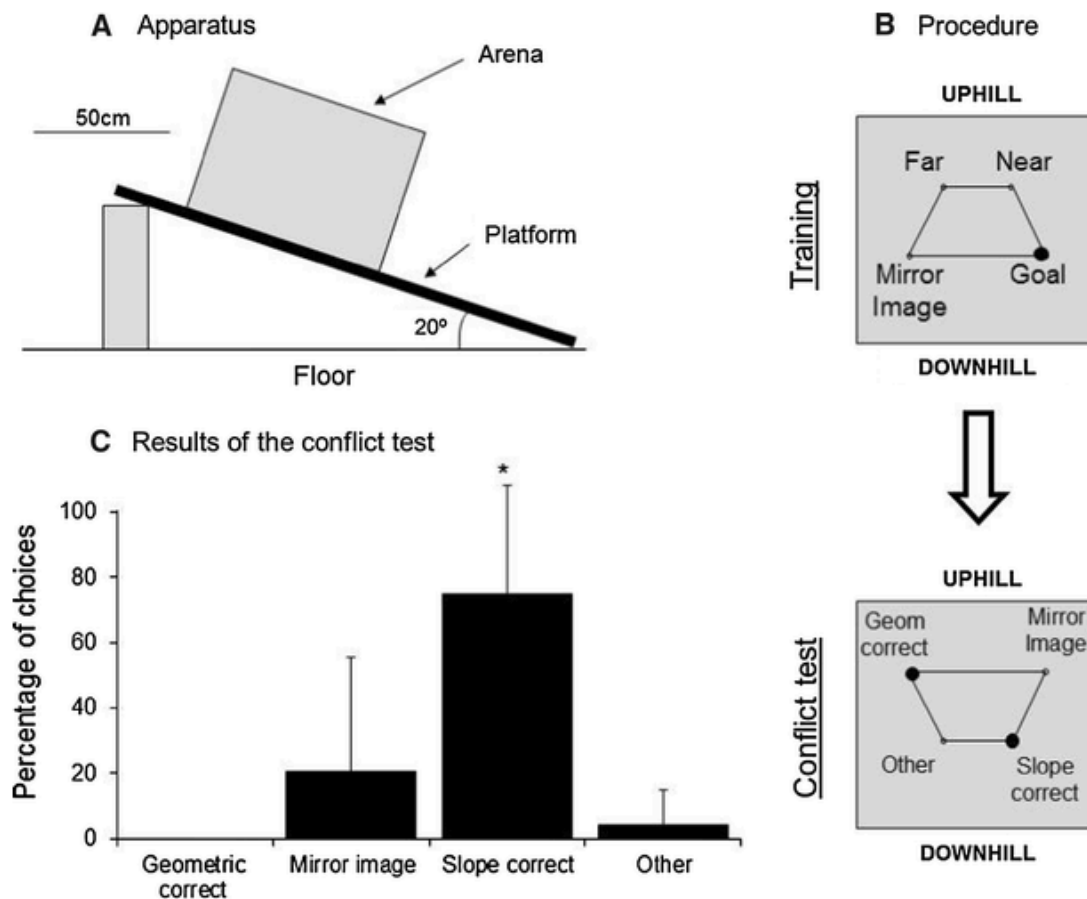 A Apparatus
Arena
50cm
Platform
20º
Floor
B Procedure
UPHILL
Training
Far Near
Mirror
Image
Goal
DOWNHILL
UPHILL
Conflict test
Geom
correct
Mirror
Image
Other
Slope
correct
DOWNHILL
C Results of the conflict test
*
Percentage of choices
100
80
60
40
20
0
Geometric
correct
Mirror image
Slope correct
Other